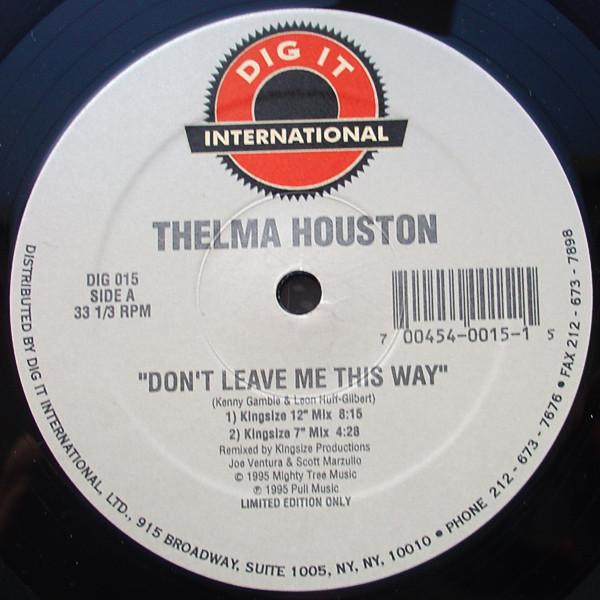 DIG IT
INTERNATIONAL
THELMA HOUSTON
DIG 015
SIDE A
33 1/3 RPM
7 00454-0015-1 5
"DON'T LEAVE ME THIS WAY"
(Kenny Gamble & Leon Huff-Gilbert)
1) Kingsize 12" Mix 8:15
2) Kingsize 7" Mix 4:28
Remixed by Kingsize Productions
Joe Ventura & Scott Marzullo
© 1995 Mighty Tree Music
℗ 1995 Pull Music
LIMITED EDITION ONLY
DISTRIBUTED BY DIG IT INTERNATIONAL, LTD., 915 BROADWAY, SUITE 1005, NY, NY, 10010 • PHONE 212 - 673 - 7676 • FAX 212 - 673 - 7898